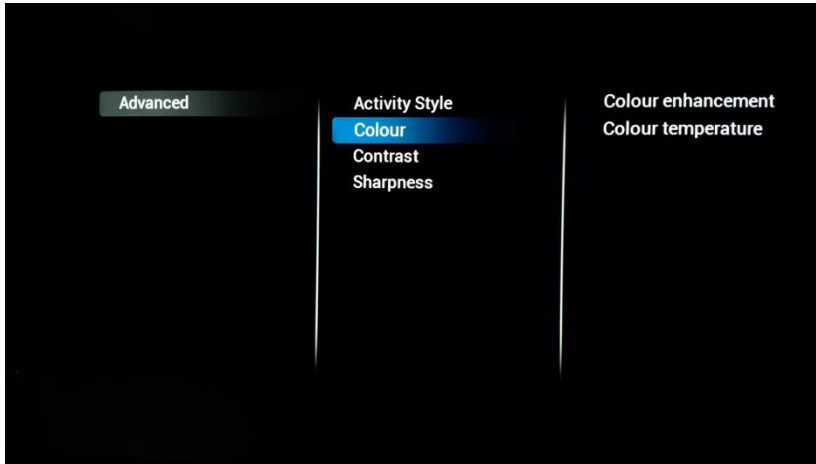 Advanced
Activity Style
Colour
Contrast
Sharpness
Colour enhancement
Colour temperature